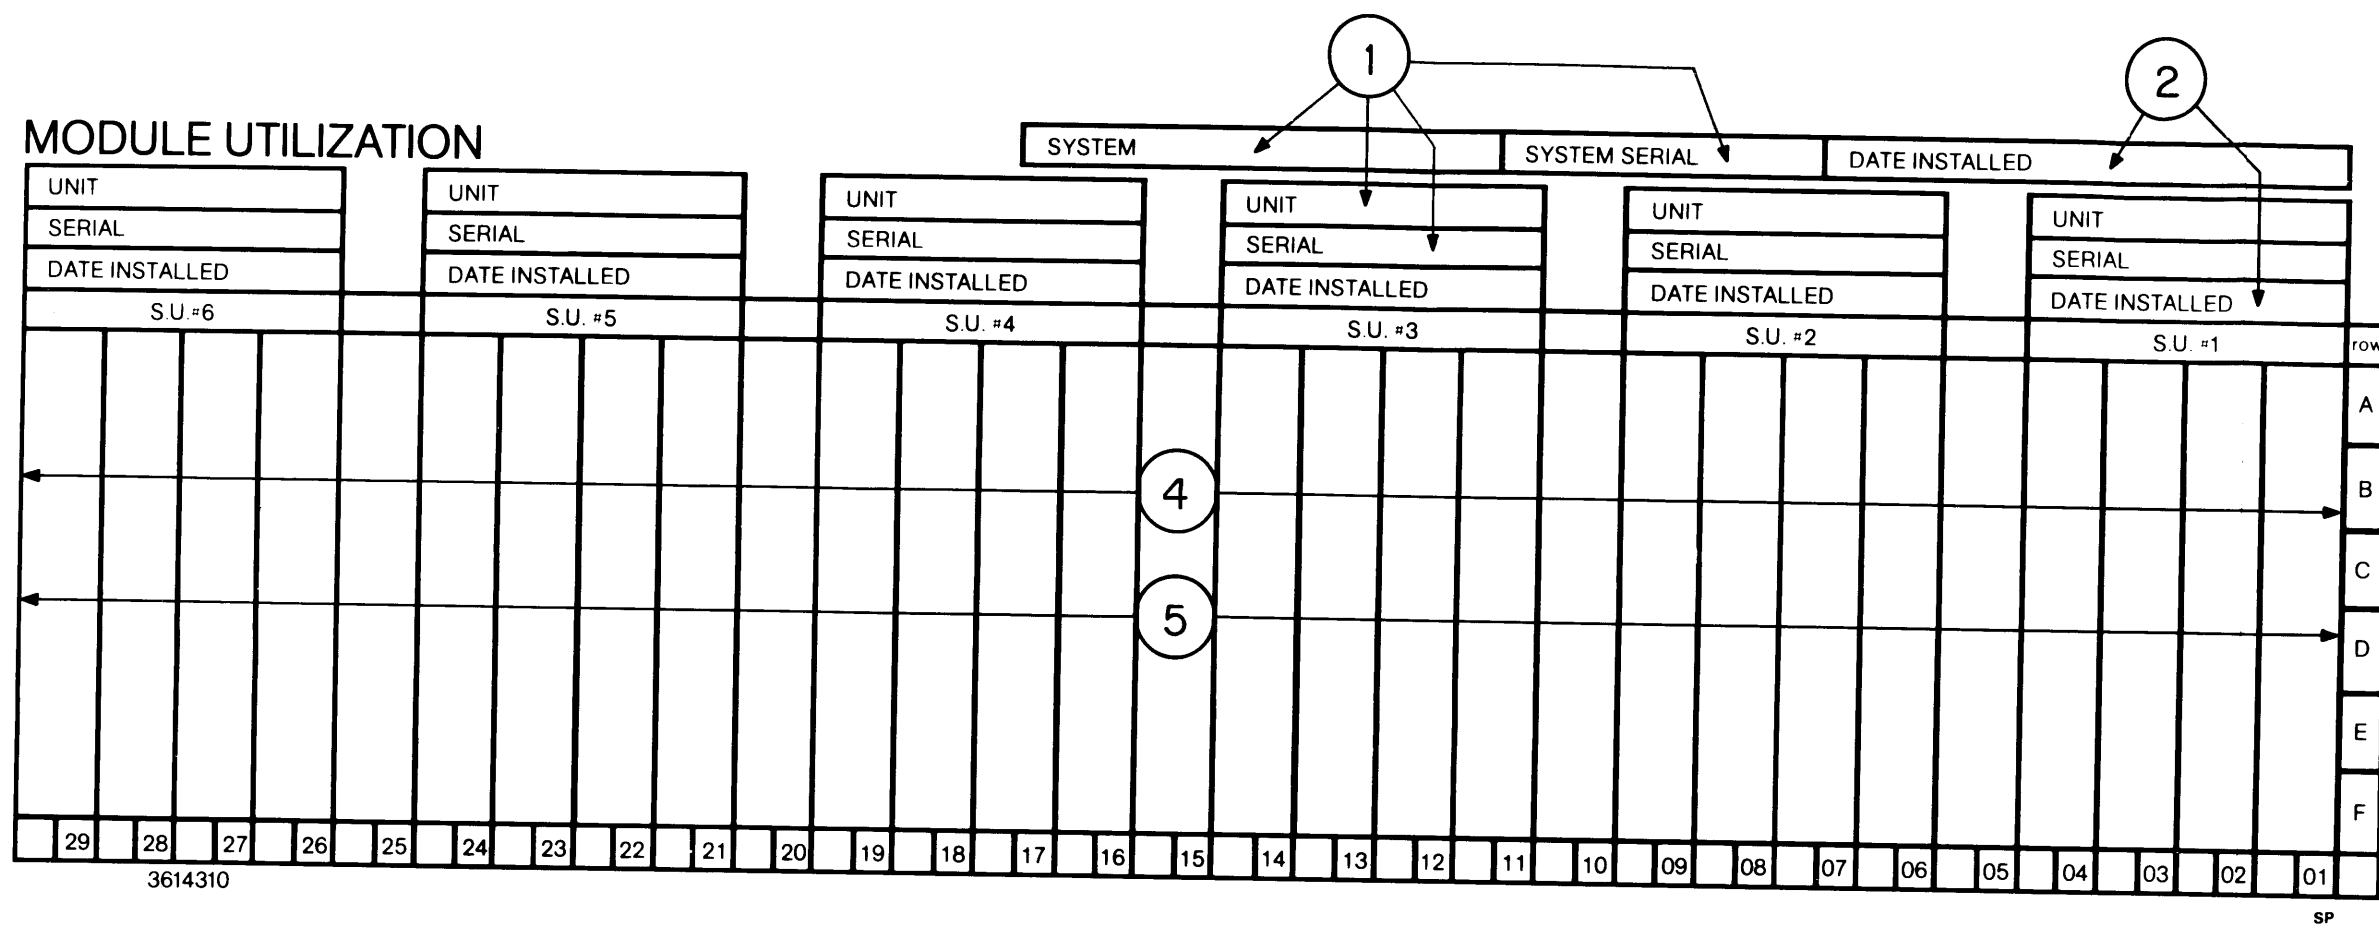 1
2
MODULE UTILIZATION
SYSTEM SYSTEM SERIAL DATE INSTALLED
UNIT UNIT UNIT UNIT UNIT UNIT
SERIAL SERIAL SERIAL SERIAL SERIAL SERIAL
DATE INSTALLED DATE INSTALLED DATE INSTALLED DATE INSTALLED DATE INSTALLED DATE INSTALLED
S.U.#6 S.U. #5 S.U. #4 S.U. #3 S.U. #2 S.U. #1 row
A
4 B
C
5 D
E
F
29 28 27 26 25 24 23 22 21 20 19 18 17 16 15 14 13 12 11 10 09 08 07 06 05 04 03 02 01
3614310
SP